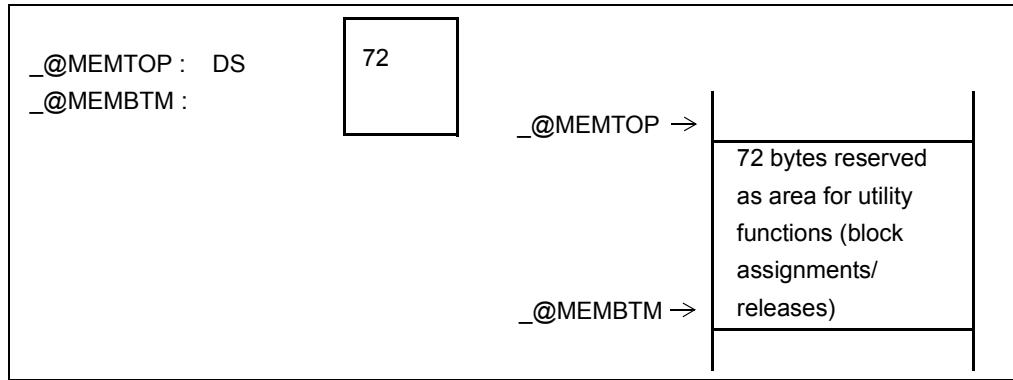 _@MEMTOP : DS 72
_@MEMBTM :
_@MEMTOP →
72 bytes reserved
as area for utility
functions (block
assignments/
releases)
_@MEMBTM →